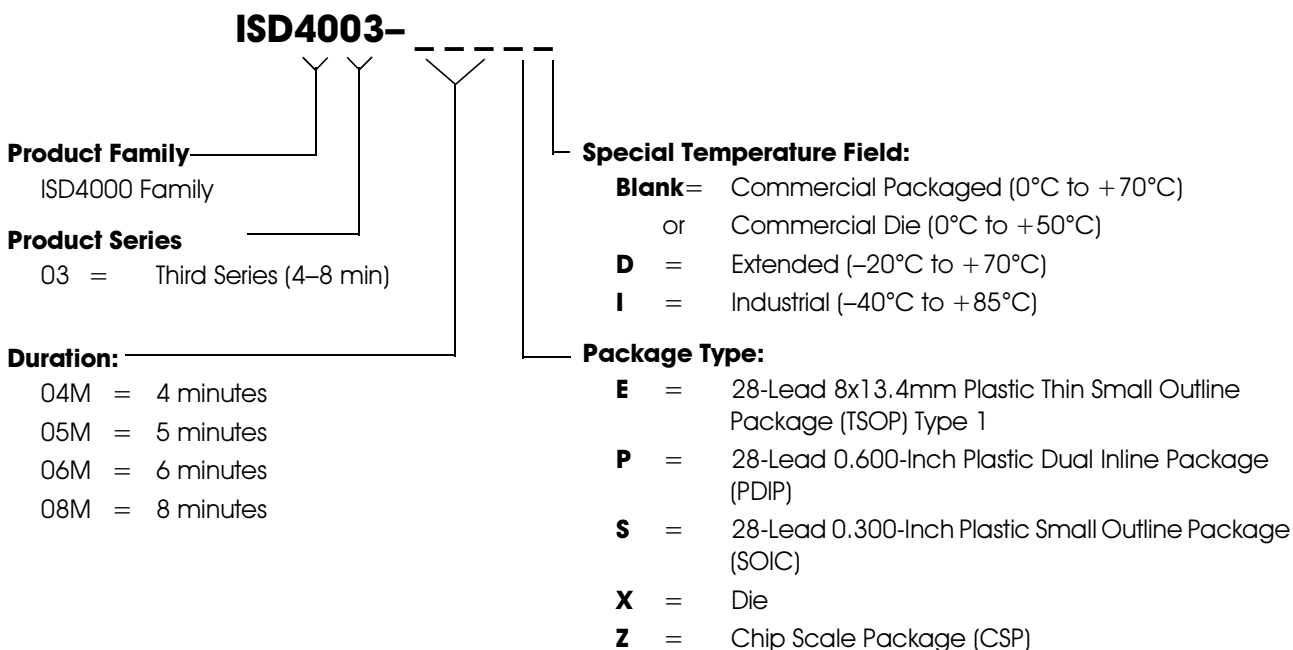 ISD4003– _ _ _ _ _
Product Family
ISD4000 Family
Product Series
03 = Third Series (4–8 min)
Duration:
04M = 4 minutes
05M = 5 minutes
06M = 6 minutes
08M = 8 minutes
Special Temperature Field:
Blank= Commercial Packaged (0°C to +70°C)
or Commercial Die (0°C to +50°C)
D = Extended (–20°C to +70°C)
I = Industrial (–40°C to +85°C)
Package Type:
E = 28-Lead 8x13.4mm Plastic Thin Small Outline
Package (TSOP) Type 1
P = 28-Lead 0.600-Inch Plastic Dual Inline Package
(PDIP)
S = 28-Lead 0.300-Inch Plastic Small Outline Package
(SOIC)
X = Die
Z = Chip Scale Package (CSP)